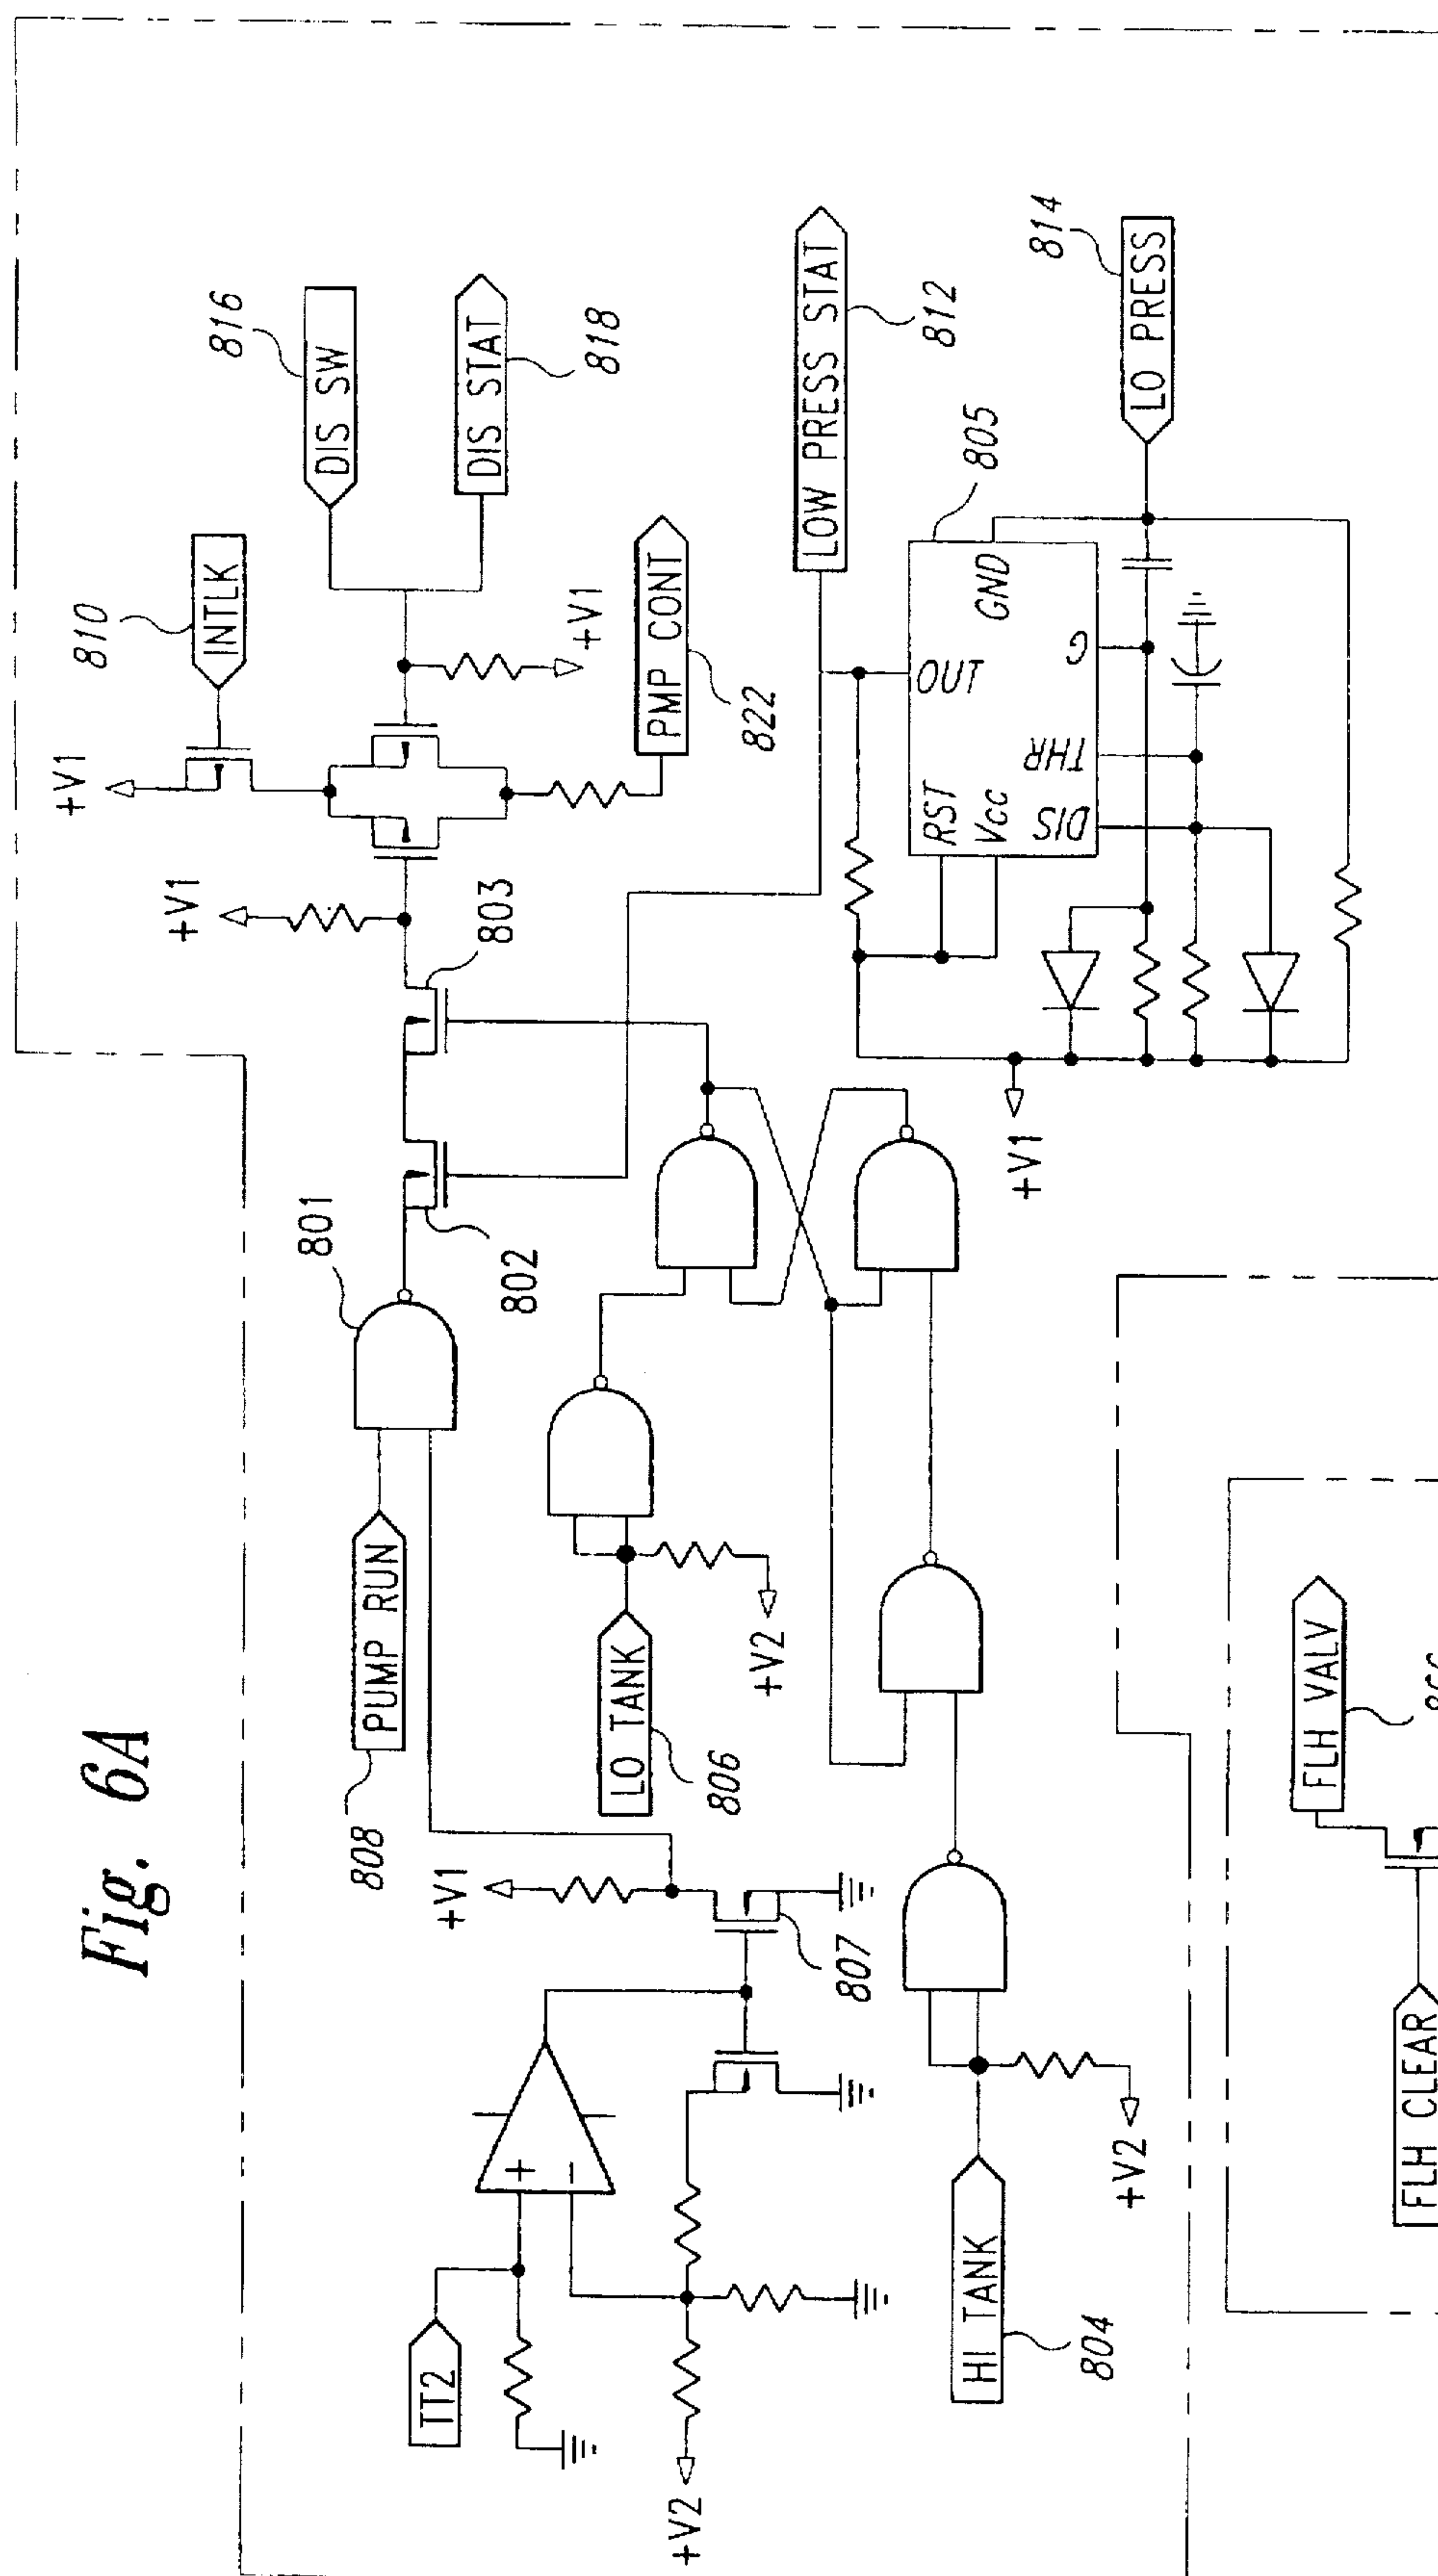 Fig. 6A
+V1
810
INTLK
+V1
816
DIS SW
DIS STAT
818
+V1
PMP CONT
822
803
802
801
PUMP RUN
808
+V1
LO TANK
806
+V2
TT2
+
-
807
+V2
HI TANK
804
+V2
LOW PRESS STAT
812
805
OUT
GND
RST
Vcc
G
THR
DIS
814
LO PRESS
+V1
FLH VALV
FLH CLEAR